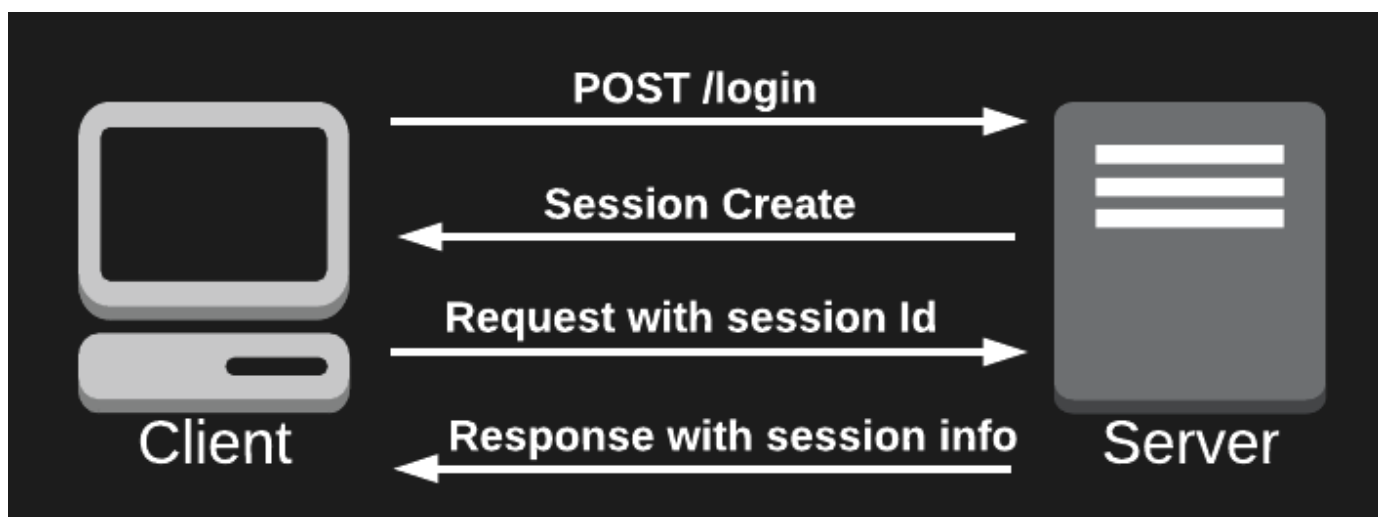 POST /login
Session Create
Request with session Id
Response with session info
Client
Server